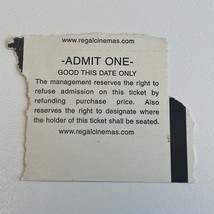 www.regalcinemas.com
-ADMIT ONE-
GOOD THIS DATE ONLY
The management reserves the right to
refuse admission on this ticket by
refunding purchase price. Also
reserves the right to designate where
the holder of this ticket shall be seated.
www.regalcinemas.com